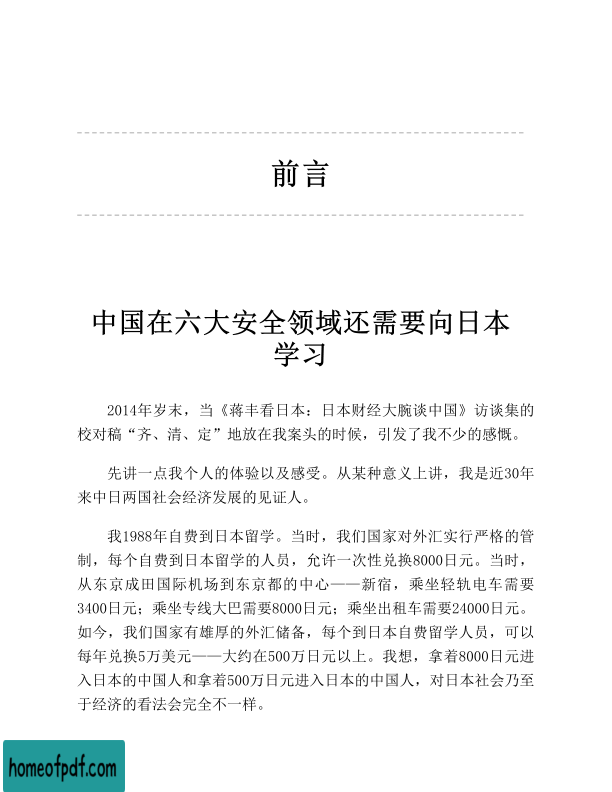 前言
中国在六大安全领域还需要向日本
学习
2014年岁末，当《蒋丰看日本：日本财经大腕谈中国》访谈集的
校对稿“齐、清、定”地放在我案头的时候，引发了我不少的感慨。
先讲一点我个人的体验以及感受。从某种意义上讲，我是近30年
来中日两国社会经济发展的见证人。
我1988年自费到日本留学。当时，我们国家对外汇实行严格的管
制，每个自费到日本留学的人员，允许一次性兑换8000日元。当时，
从东京成田国际机场到东京都的中心——新宿，乘坐轻轨电车需要
3400日元；乘坐专线大巴需要8000日元；乘坐出租车需要24000日元。
如今，我们国家有雄厚的外汇储备，每个到日本自费留学人员，可以
每年兑换5万美元——大约在500万日元以上。我想，拿着8000日元进
入日本的中国人和拿着500万日元进入日本的中国人，对日本社会乃至
于经济的看法会完全不一样。
homeofpdf.com